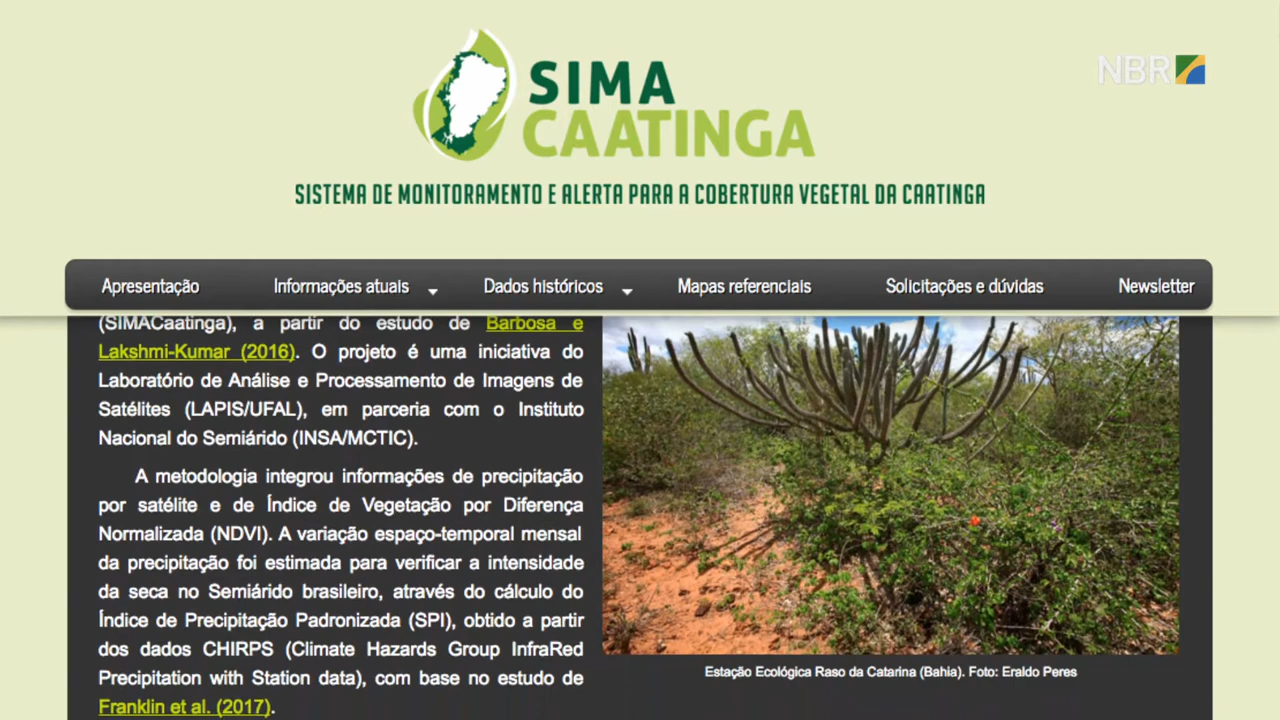 NBR
SIMA
CAATINGA
SISTEMA DE MONITORAMENTO E ALERTA PARA A COBERTURA VEGETAL DA CAATINGA
Apresentação Informações atuais Dados históricos Mapas referenciais Solicitações e dúvidas Newsletter
(SIMACaatinga), a partir do estudo de Barbosa e
Lakshmi-Kumar (2016). O projeto é uma iniciativa do
Laboratório de Análise e Processamento de Imagens de
Satélites (LAPIS/UFAL), em parceria com o Instituto
Nacional do Semiárido (INSA/MCTIC).
A metodologia integrou informações de precipitação
por satélite e de Índice de Vegetação por Diferença
Normalizada (NDVI). A variação espaço-temporal mensal
da precipitação foi estimada para verificar a intensidade
da seca no Semiárido brasileiro, através do cálculo do
Índice de Precipitação Padronizada (SPI), obtido a partir
dos dados CHIRPS (Climate Hazards Group InfraRed
Precipitation with Station data), com base no estudo de
Franklin et al. (2017).
Estação Ecológica Raso da Catarina (Bahia). Foto: Eraldo Peres